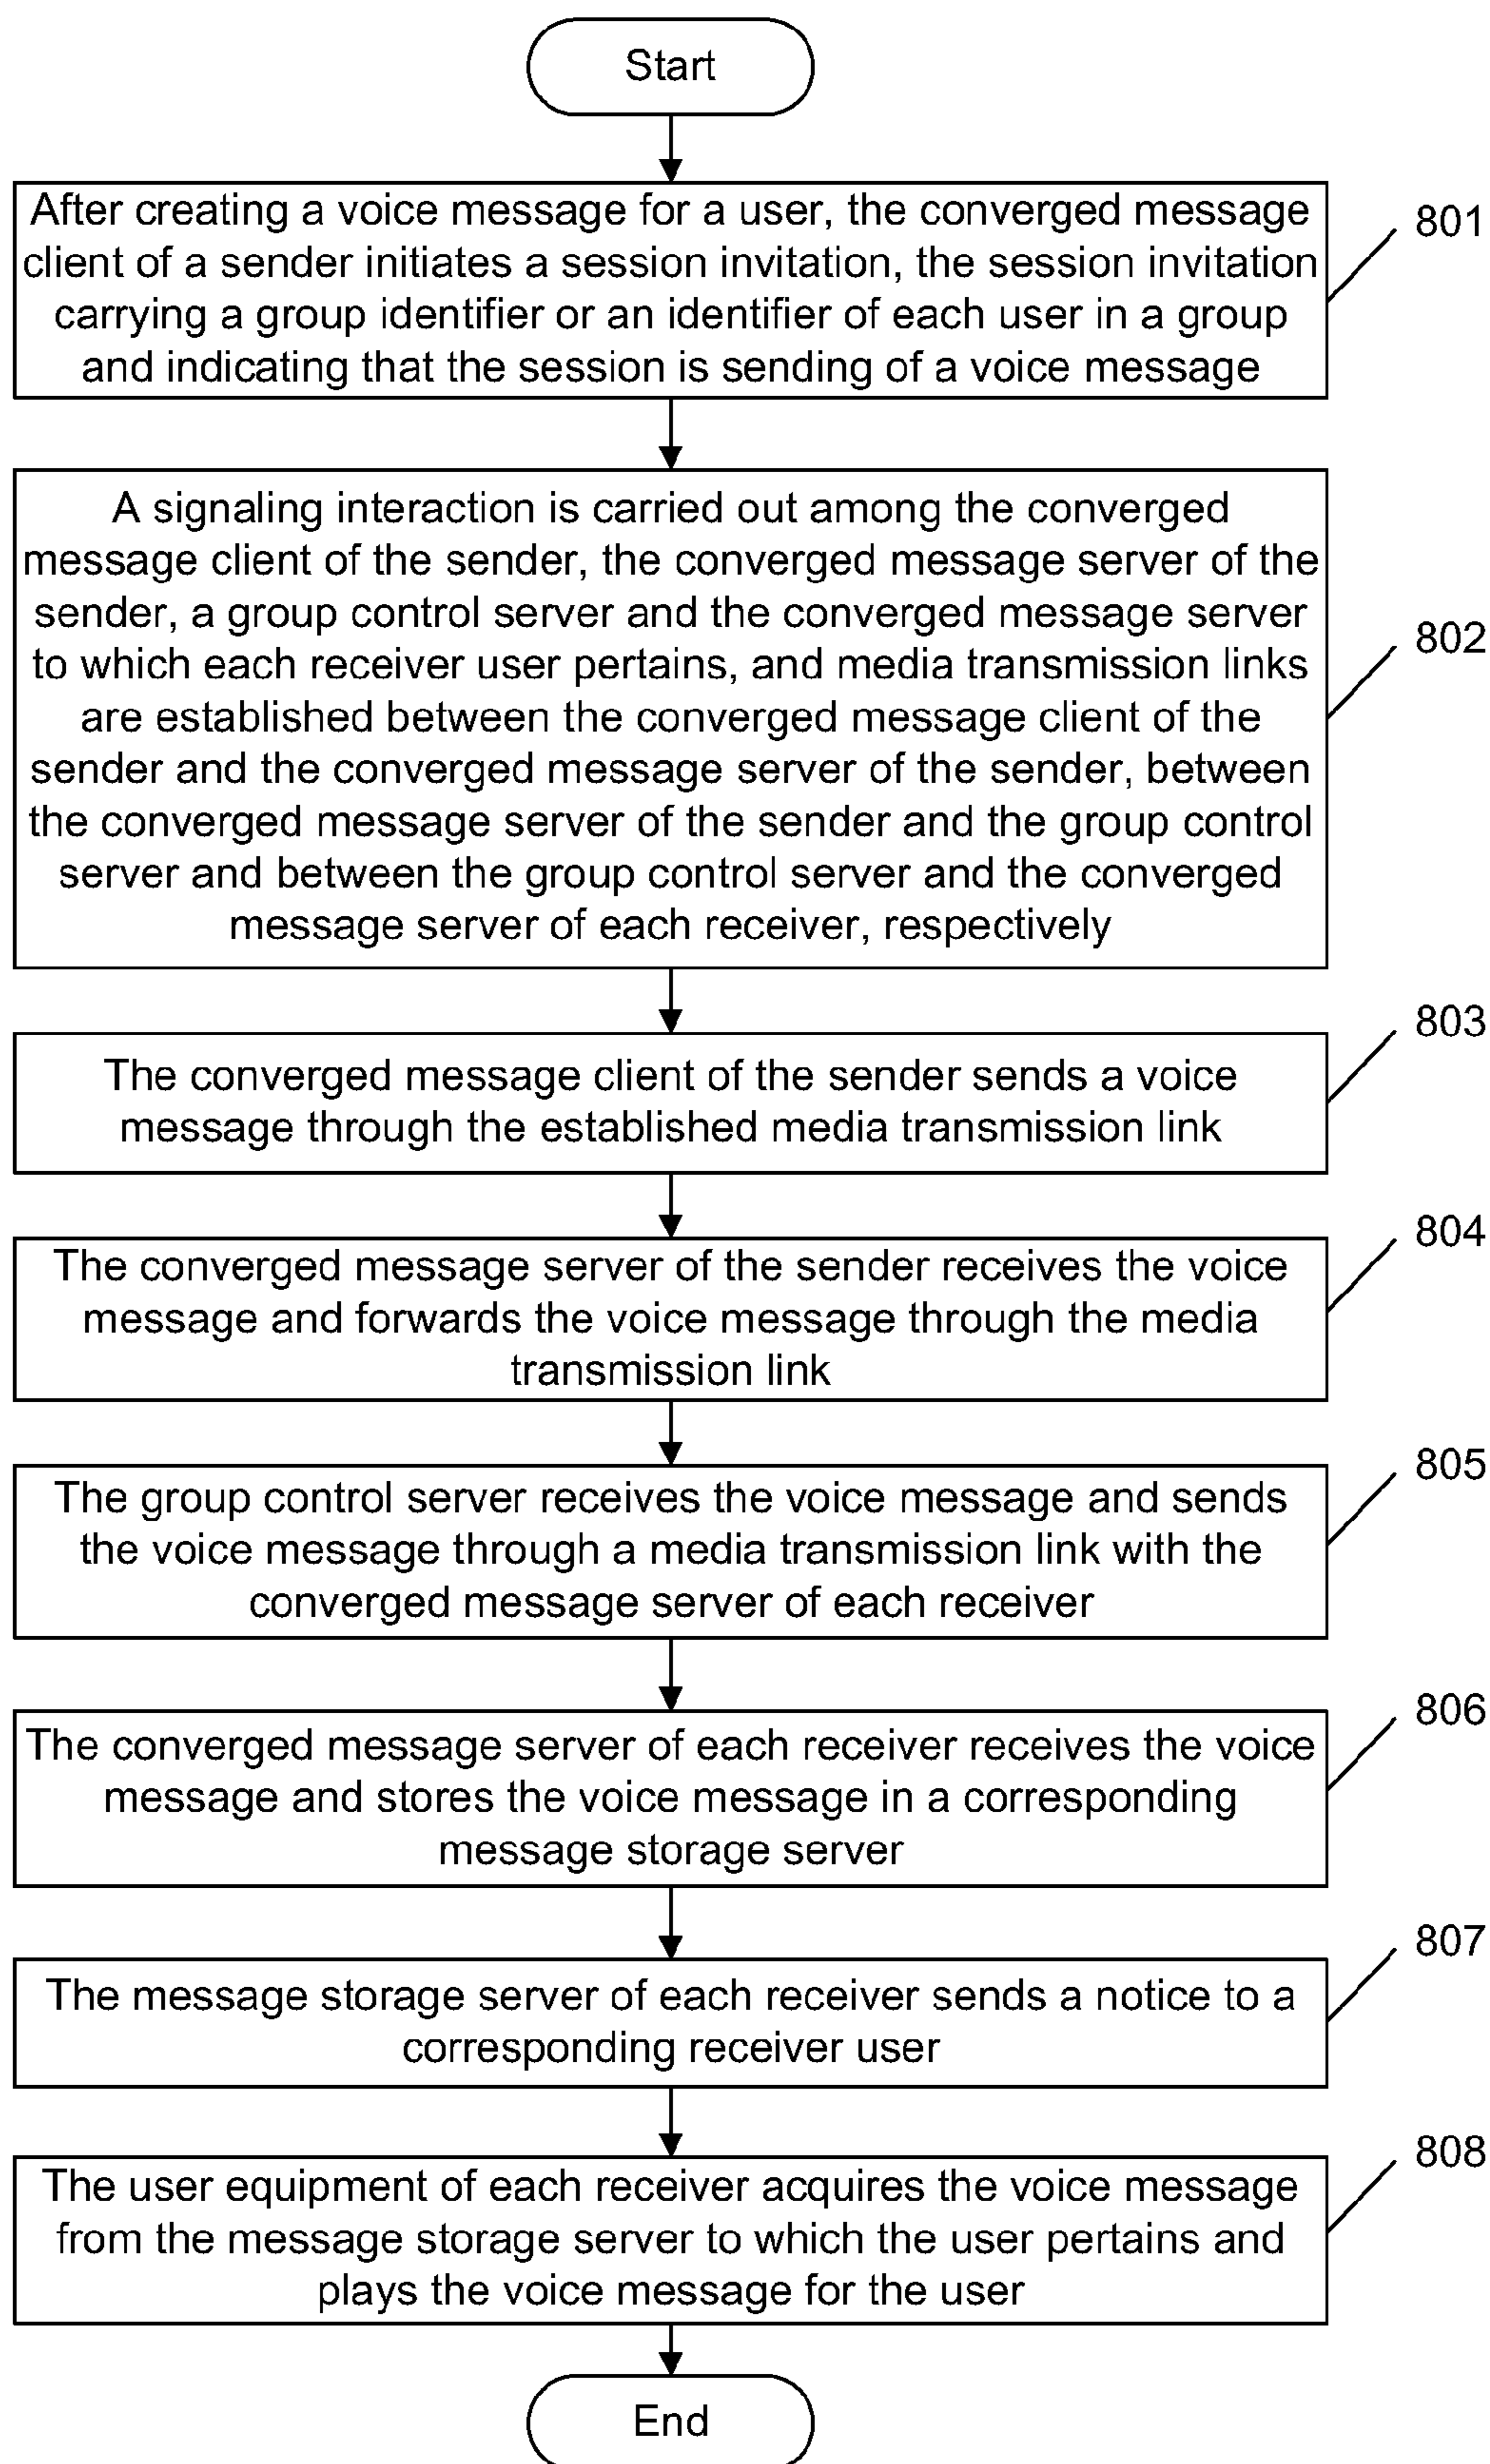 Start
After creating a voice message for a user, the converged message
client of a sender initiates a session invitation, the session invitation
carrying a group identifier or an identifier of each user in a group
and indicating that the session is sending of a voice message
801
A signaling interaction is carried out among the converged
message client of the sender, the converged message server of the
sender, a group control server and the converged message server
to which each receiver user pertains, and media transmission links
are established between the converged message client of the
sender and the converged message server of the sender, between
the converged message server of the sender and the group control
server and between the group control server and the converged
message server of each receiver, respectively
802
The converged message client of the sender sends a voice
message through the established media transmission link
803
The converged message server of the sender receives the voice
message and forwards the voice message through the media
transmission link
804
The group control server receives the voice message and sends
the voice message through a media transmission link with the
converged message server of each receiver
805
The converged message server of each receiver receives the voice
message and stores the voice message in a corresponding
message storage server
806
The message storage server of each receiver sends a notice to a
corresponding receiver user
807
The user equipment of each receiver acquires the voice message
from the message storage server to which the user pertains and
plays the voice message for the user
808
End